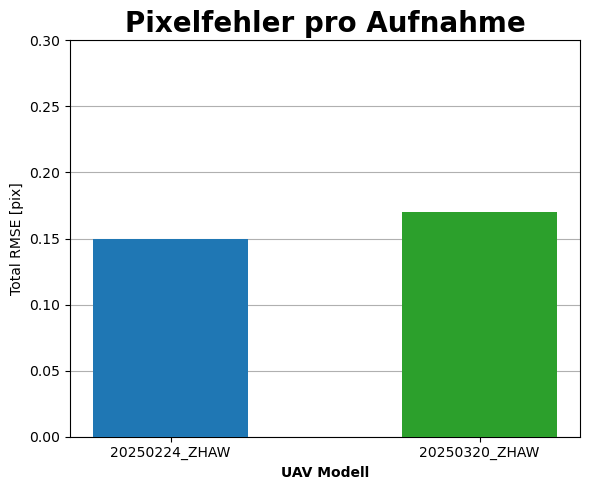 Pixelfehler pro Aufnahme
0.30
0.25
0.20
0.15
0.10
0.05
0.00
Total RMSE [pix]
20250224_ZHAW
20250320_ZHAW
UAV Modell